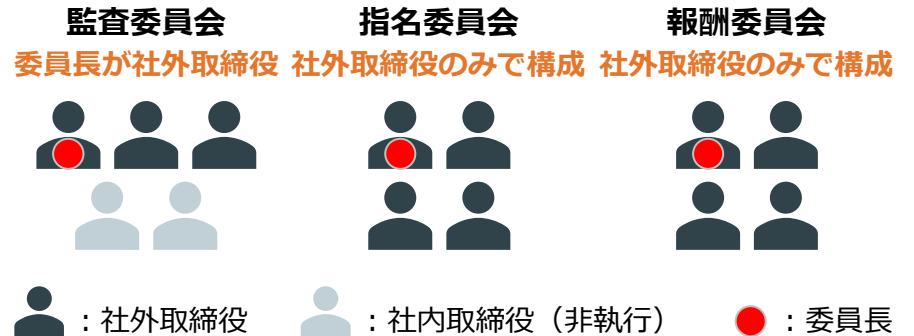 監査委員会 指名委員会 報酬委員会
委員長が社外取締役 社外取締役のみで構成 社外取締役のみで構成
：社外取締役 ：社内取締役（非執行） ：委員長